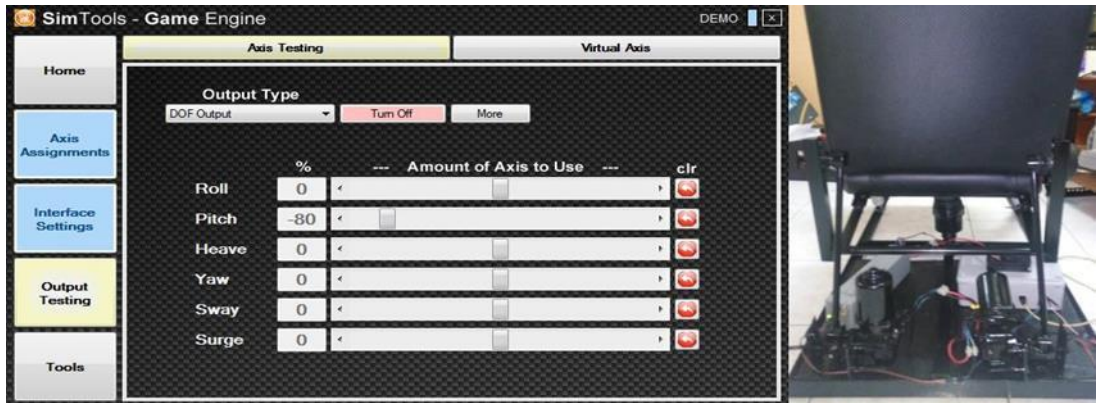 SimTools - Game Engine
DEMO
Axis Testing
Virtual Axis
Home
Axis
Assignments
Interface
Settings
Output
Testing
Tools
Output Type
DOF Output
Turn Off
More
% --- Amount of Axis to Use --- clr
Roll 0
Pitch -80
Heave 0
Yaw 0
Sway 0
Surge 0